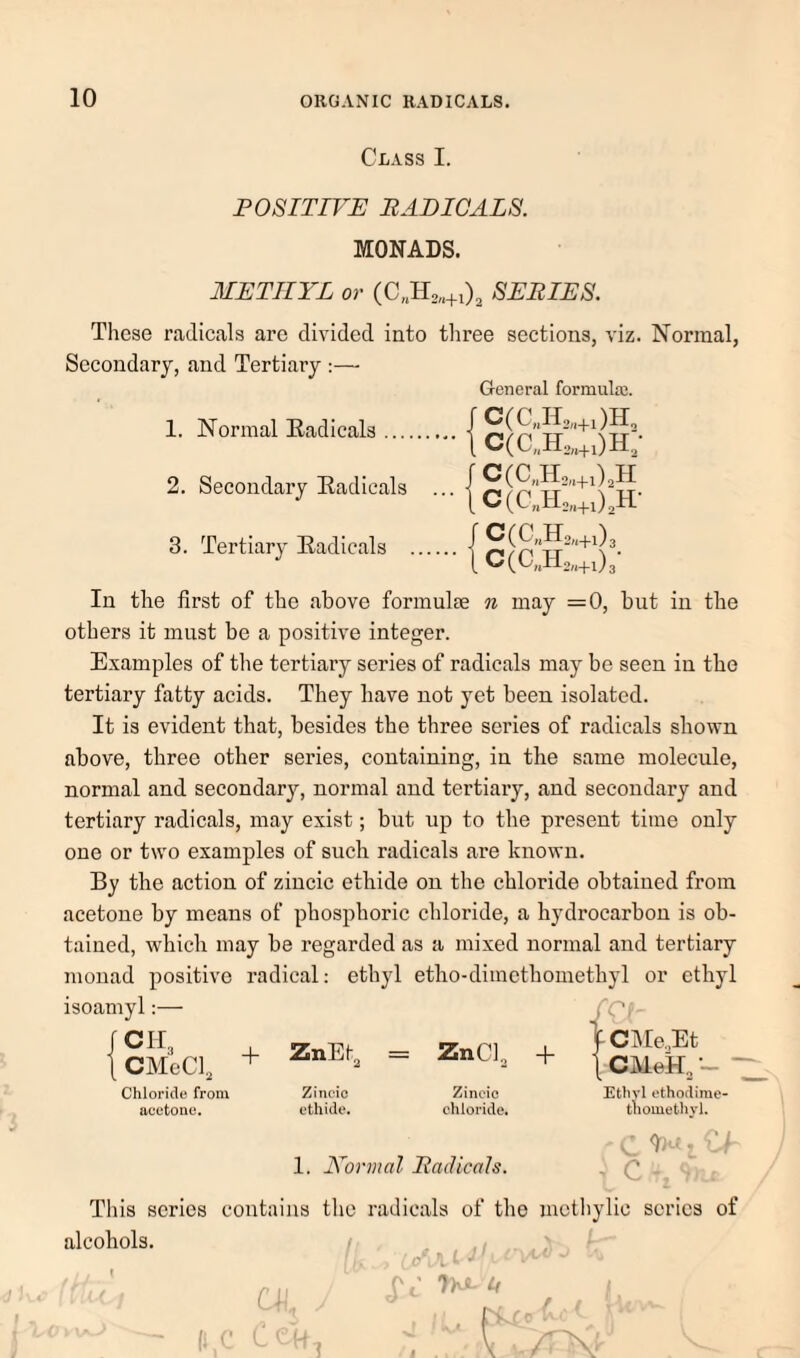 10 ORGANIC RADICALS.
Class I.
POSITIVE RADICALS.
MONADS.
METHYL or (CₙH₂ₙ₊₁)₂ SERIES.
These radicals are divided into three sections, viz. Normal,
Secondary, and Tertiary :—
General formulæ.
1. Normal Radicals ......... { C(CₙH₂ₙ₊₁)H₂
C(CₙH₂ₙ₊₁)H₂.
2. Secondary Radicals ... { C(CₙH₂ₙ₊₁)₂H
C(CₙH₂ₙ₊₁)₂H.
3. Tertiary Radicals ...... { C(CₙH₂ₙ₊₁)₃
C(CₙH₂ₙ₊₁)₃.
In the first of the above formulæ n may =0, but in the
others it must be a positive integer.
Examples of the tertiary series of radicals may be seen in the
tertiary fatty acids. They have not yet been isolated.
It is evident that, besides the three series of radicals shown
above, three other series, containing, in the same molecule,
normal and secondary, normal and tertiary, and secondary and
tertiary radicals, may exist ; but up to the present time only
one or two examples of such radicals are known.
By the action of zincic ethide on the chloride obtained from
acetone by means of phosphoric chloride, a hydrocarbon is ob-
tained, which may be regarded as a mixed normal and tertiary
monad positive radical: ethyl etho-dimethomethyl or ethyl
isoamyl :—
{ CH₃ CMeCl₂ + ZnEt₂ = ZnCl₂ + { CMe₂Et CMeH₂ .
Chloride from Zincic Zincic Ethyl ethodime-
acetone. ethide. chloride. thomethyl.
1. Normal Radicals.
This series contains the radicals of the methylic series of
alcohols.